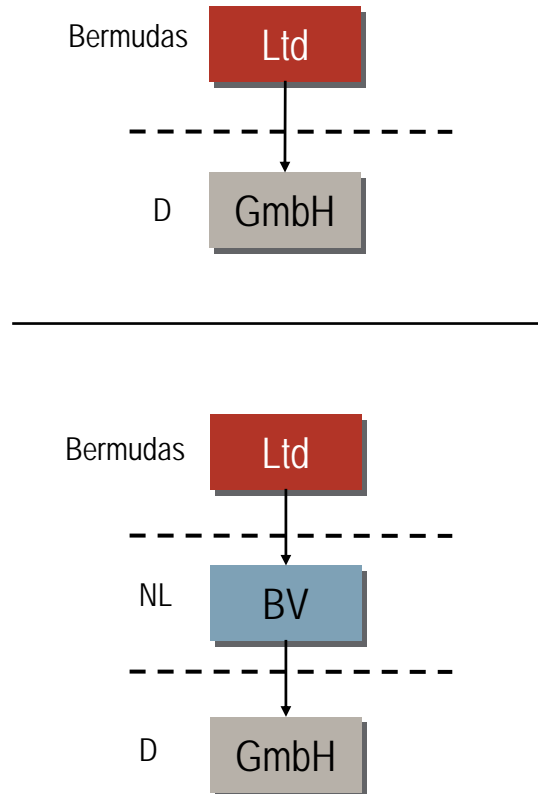 Bermudas
Ltd
D
GmbH
Bermudas
Ltd
NL
BV
D
GmbH